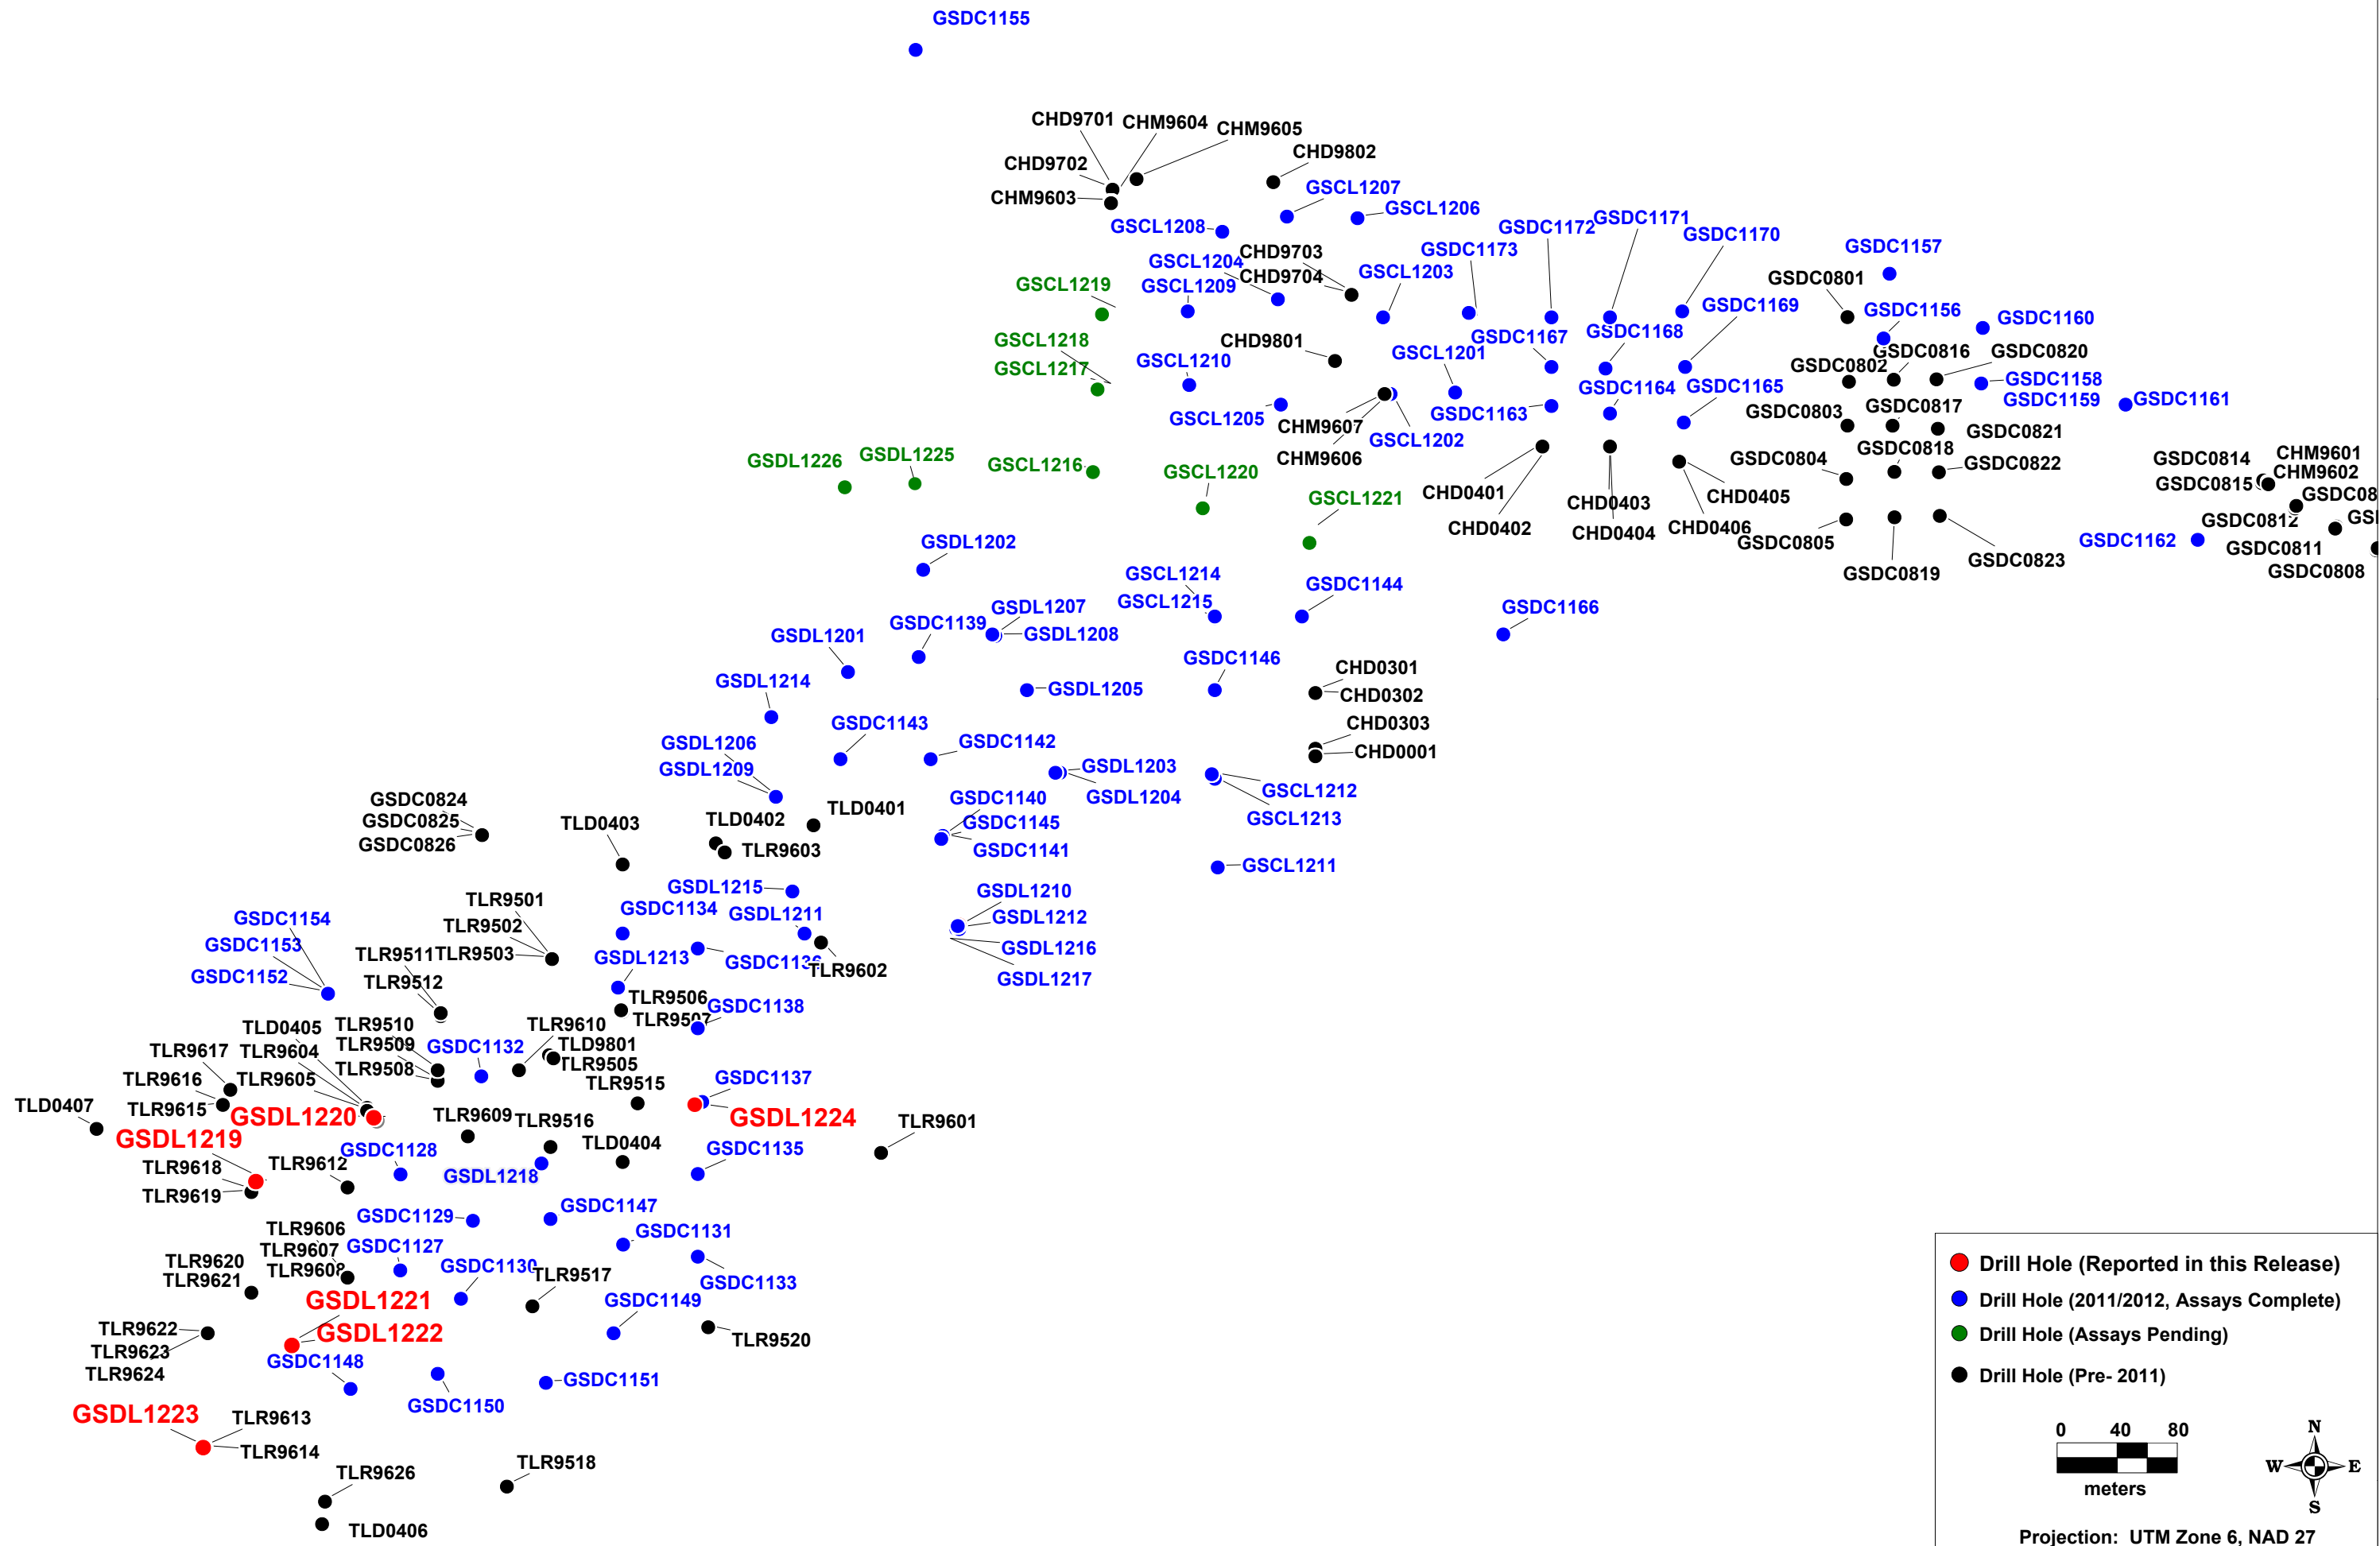 GSDC1155
CHD9701
CHM9604
CHM9605
CHD9802
CHD9702
CHM9603
GSCL1207
GSCL1206
GSCL1208
GSDC1172
GSDC1171
GSDC1170
GSDC1157
GSCL1204
CHD9703
GSDC1173
CHD9704
GSCL1203
GSDC0801
GSCL1219
GSCL1209
GSDC1169
GSDC1156
GSDC1160
GSCL1218
CHD9801
GSDC1167
GSDC1168
GSCL1217
GSCL1210
GSCL1201
GSDC0802
GSDC0816
GSDC0820
GSDC1164
GSDC1165
GSDC1158
GSDC1159
GSDC1161
GSCL1205
CHM9607
GSDC1163
GSDC0803
GSDC0817
GSCL1202
GSDC0821
GSDL1226
GSDL1225
GSCL1216
GSCL1220
CHM9606
GSDC0804
GSDC0818
GSDC0822
GSDC0814
CHM9601
CHM9602
GSDC0815
GSCL1221
CHD0401
CHD0403
CHD0405
GSDC08
CHD0402
CHD0404
CHD0406
GSDC0812
GSDC0805
GSDC1162
GSDC0811
GSDC0819
GSDC0823
GSDC0808
GSDL1202
GSCL1214
GSDC1144
GSCL1215
GSDL1207
GSDC1166
GSDC1139
GSDL1208
GSDL1201
GSDC1146
CHD0301
GSDL1214
GSDL1205
CHD0302
GSDC1143
CHD0303
GSDL1206
GSDC1142
CHD0001
GSDL1209
GSDL1203
GSDL1204
GSCL1212
GSDC0824
GSDC1140
TLD0401
GSDC0825
TLD0403
TLD0402
GSDC1145
GSCL1213
GSDC0826
TLR9603
GSDC1141
GSCL1211
GSDL1215
GSDL1210
TLR9501
GSDC1134
GSDL1211
GSDL1212
GSDC1154
TLR9502
GSDC1153
TLR9511
TLR9503
GSDL1213
TLR9602
GSDL1216
GSDC1152
TLR9512
GSDL1217
TLR9506
GSDC1138
TLR9507
TLD0405
TLR9510
TLR9610
TLR9617
TLR9604
TLR9509
GSDC1132
TLD9801
TLR9505
TLR9616
TLR9605
TLR9508
TLR9515
GSDC1137
TLD0407
TLR9615
GSDL1220
TLR9609
TLR9516
GSDL1224
TLR9601
GSDL1219
GSDC1128
TLD0404
GSDC1135
TLR9618
TLR9612
GSDL1218
TLR9619
GSDC1129
GSDC1147
TLR9606
GSDC1131
TLR9607
GSDC1127
TLR9620
TLR9608
GSDC1130
TLR9621
TLR9517
GSDC1133
GSDL1221
GSDC1149
TLR9622
GSDL1222
TLR9520
TLR9623
GSDC1148
TLR9624
GSDC1151
GSDC1150
GSDL1223
TLR9613
TLR9614
TLR9626
TLR9518
TLD0406
Drill Hole (Reported in this Release)
Drill Hole (2011/2012, Assays Complete)
Drill Hole (Assays Pending)
Drill Hole (Pre- 2011)
0 40 80
meters
N
W E
S
Projection: UTM Zone 6, NAD 27